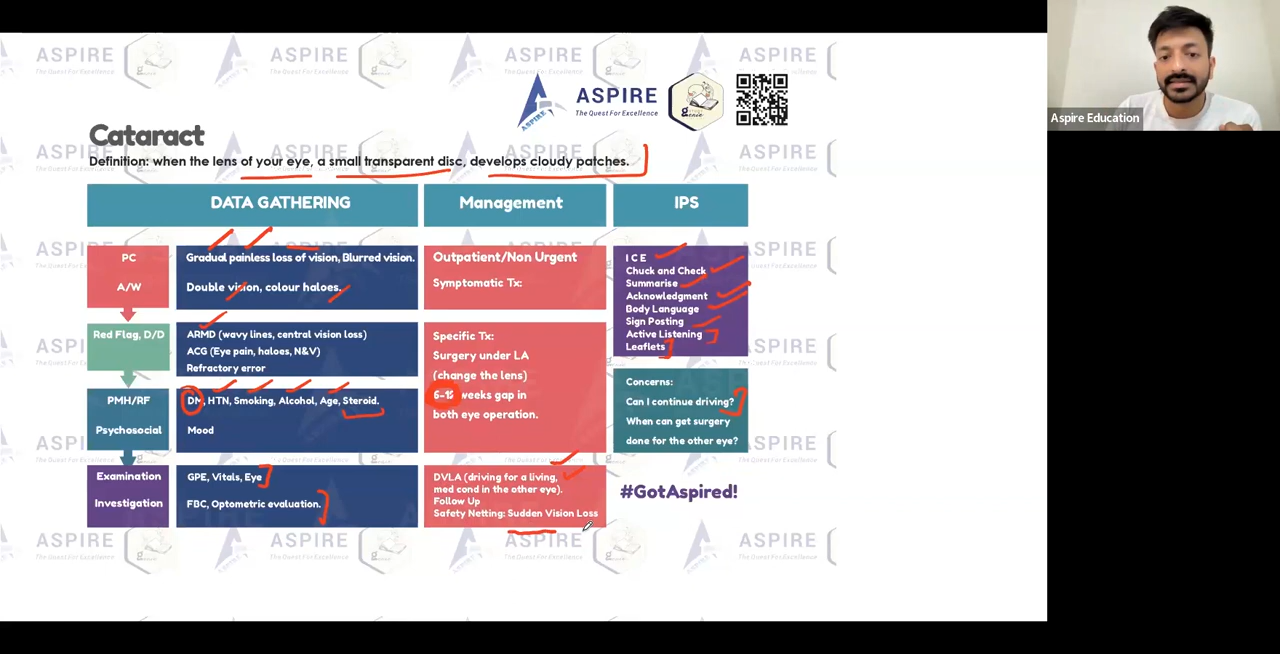 ASPIRE
The Quest For Excellence
Genie
Aspire Education
Cataract
Definition: when the lens of your eye, a small transparent disc, develops cloudy patches.
DATA GATHERING
Management
IPS
PC
A/W
Gradual painless loss of vision, Blurred vision.
Double vision, colour haloes.
Outpatient/Non Urgent
Symptomatic Tx:
I C E
Chuck and Check
Summarise
Acknowledgment
Body Language
Sign Posting
Active Listening
Leaflets
Red Flag, D/D
ARMD (wavy lines, central vision loss)
ACG (Eye pain, haloes, N&V)
Refractory error
Specific Tx:
Surgery under LA
(change the lens)
weeks gap in
both eye operation.
PMH/RF
Psychosocial
DM, HTN, Smoking, Alcohol, Age, Steroid.
Mood
Concerns:
Can I continue driving?
When can get surgery
done for the other eye?
Examination
Investigation
GPE, Vitals, Eye
FBC, Optometric evaluation.
DVLA (driving for a living,
med cond in the other eye).
Follow Up
Safety Netting: Sudden Vision Loss
#GotAspired!